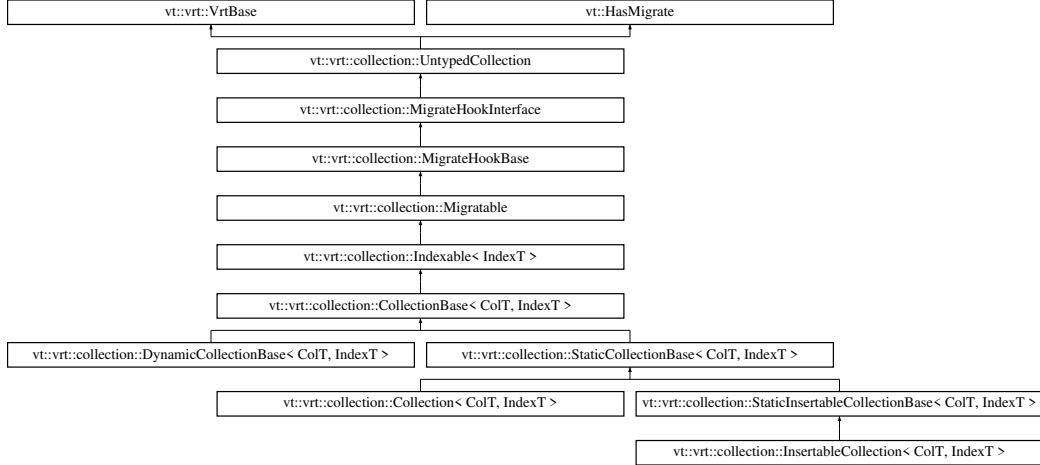 vt::vrt::VrtBase
vt::HasMigrate
vt::vrt::collection::UntypedCollection
vt::vrt::collection::MigrateHookInterface
vt::vrt::collection::MigrateHookBase
vt::vrt::collection::Migratable
vt::vrt::collection::Indexable< IndexT >
vt::vrt::collection::CollectionBase< ColT, IndexT >
vt::vrt::collection::DynamicCollectionBase< ColT, IndexT >
vt::vrt::collection::StaticCollectionBase< ColT, IndexT >
vt::vrt::collection::Collection< ColT, IndexT >
vt::vrt::collection::StaticInsertableCollectionBase< ColT, IndexT >
vt::vrt::collection::InsertableCollection< ColT, IndexT >